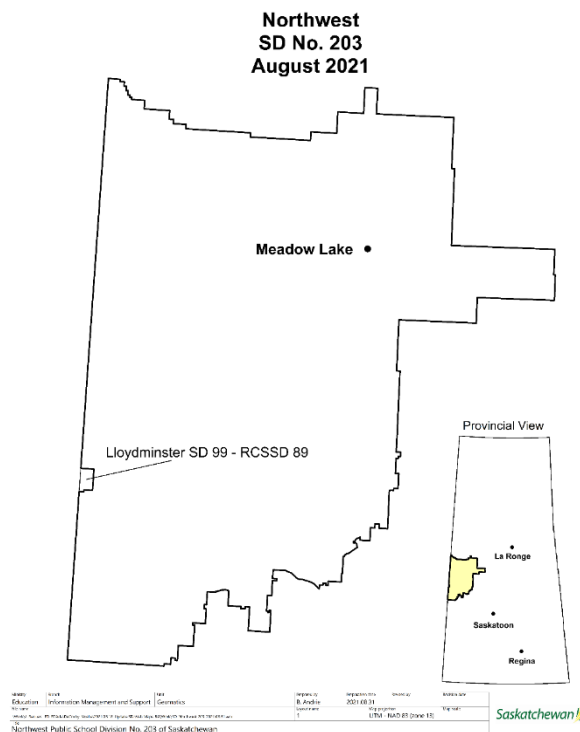 Northwest
SD No. 203
August 2021
Meadow Lake
Lloydminster SD 99 - RCSSD 89
Provincial View
La Ronge
Saskatoon
Regina
Education
Information Management and Support
Geomatics
B. Andrie
2021.08.31
1
UTM - NAD 83 (zone 13)
Northwest Public School Division No. 203 of Saskatchewan
Saskatchewan